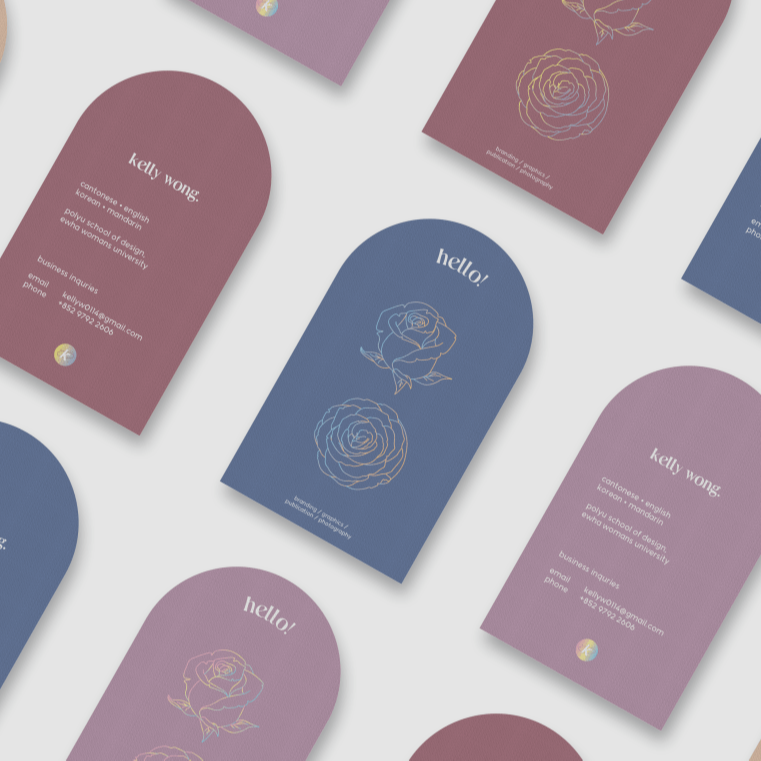 branding / graphics /
publication / photography
kelly wong.
cantonese • english
korean • mandarin
polyu school of design,
ewha womans university
business inquries
email kellyw0114@gmail.com
phone +852 9792 2606
k
hello!
branding / graphics /
publication / photography
em
pho
kelly wong.
cantonese • english
korean • mandarin
polyu school of design,
ewha womans university
business inquries
email kellyw0114@gmail.com
phone +852 9792 2606
k
g.
hello!